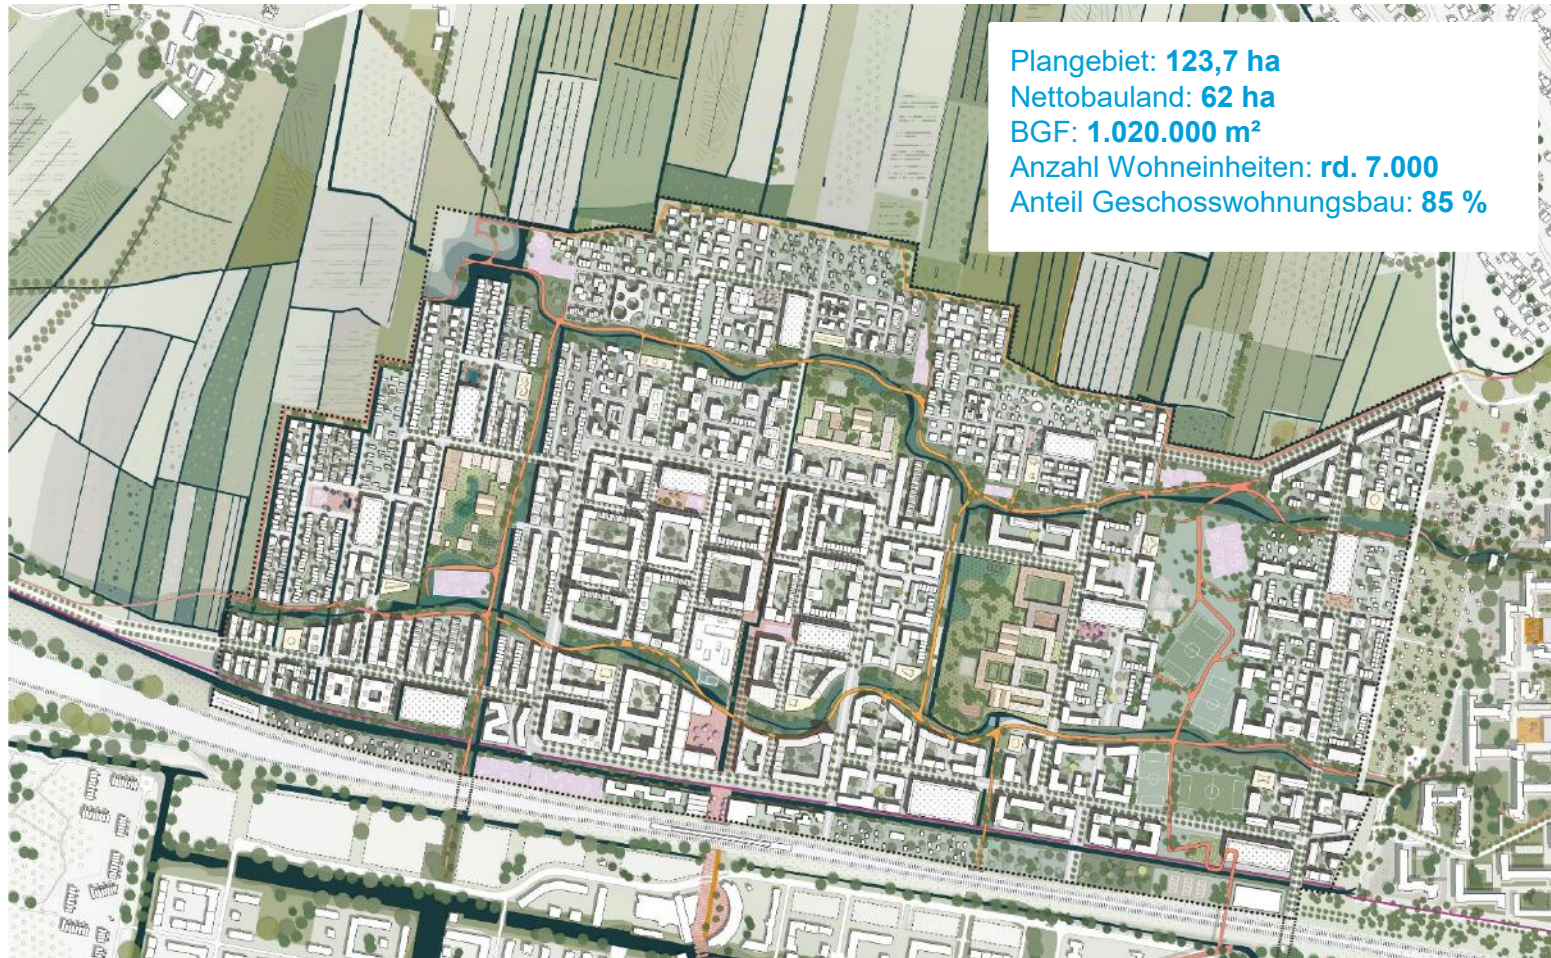 Plangebiet: 123,7 ha
Nettobauland: 62 ha
BGF: 1.020.000 m²
Anzahl Wohneinheiten: rd. 7.000
Anteil Geschosswohnungsbau: 85 %